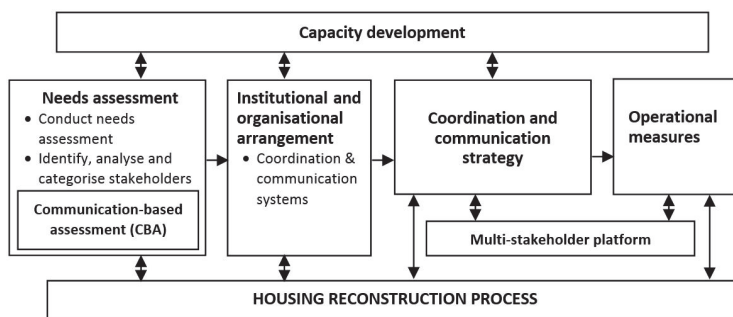 Capacity development
Needs assessment
• Conduct needs
assessment
• Identify, analyse and
categorise stakeholders
Communication-based
assessment (CBA)
Institutional and
organisational
arrangement
• Coordination &
communication
systems
Coordination and
communication
strategy
Operational
measures
Multi-stakeholder platform
HOUSING RECONSTRUCTION PROCESS